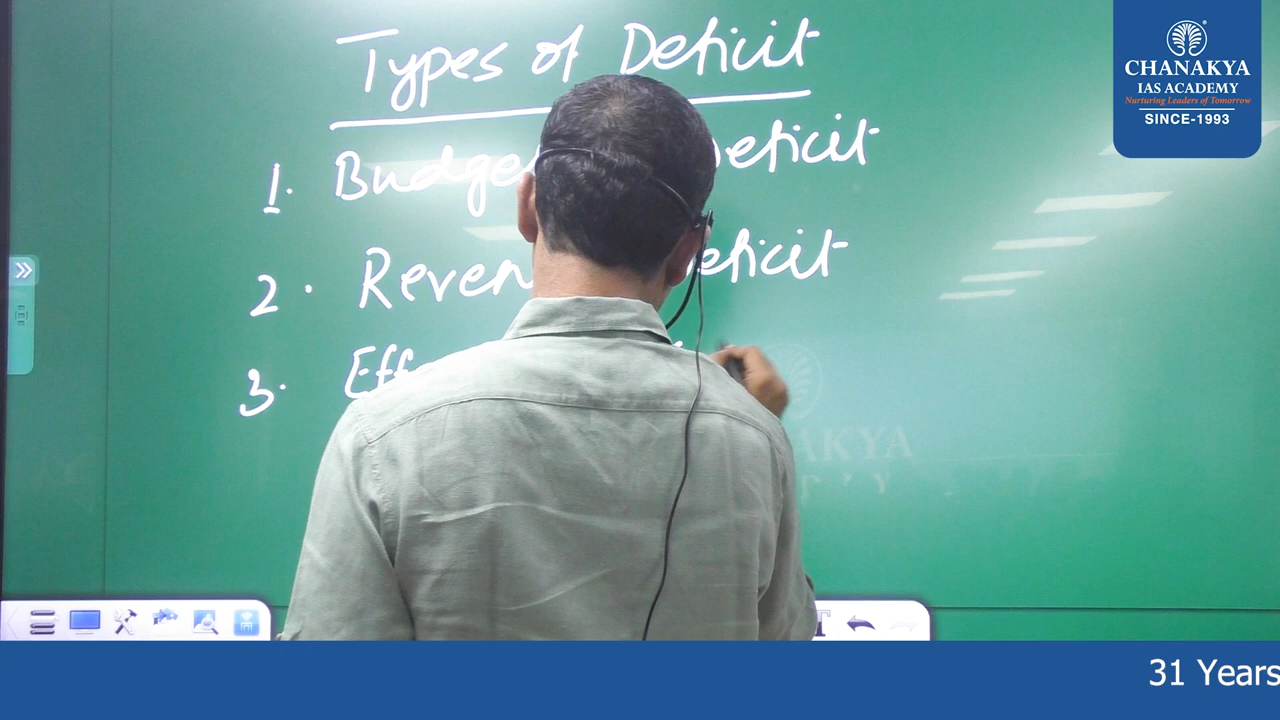 Types of Deficit
1. Budge eficit
2. Reven eficit
3. Eff
CHANAKYA
IAS ACADEMY
Nurturing Leaders of Tomorrow
SINCE-1993
AKYA
31 Years